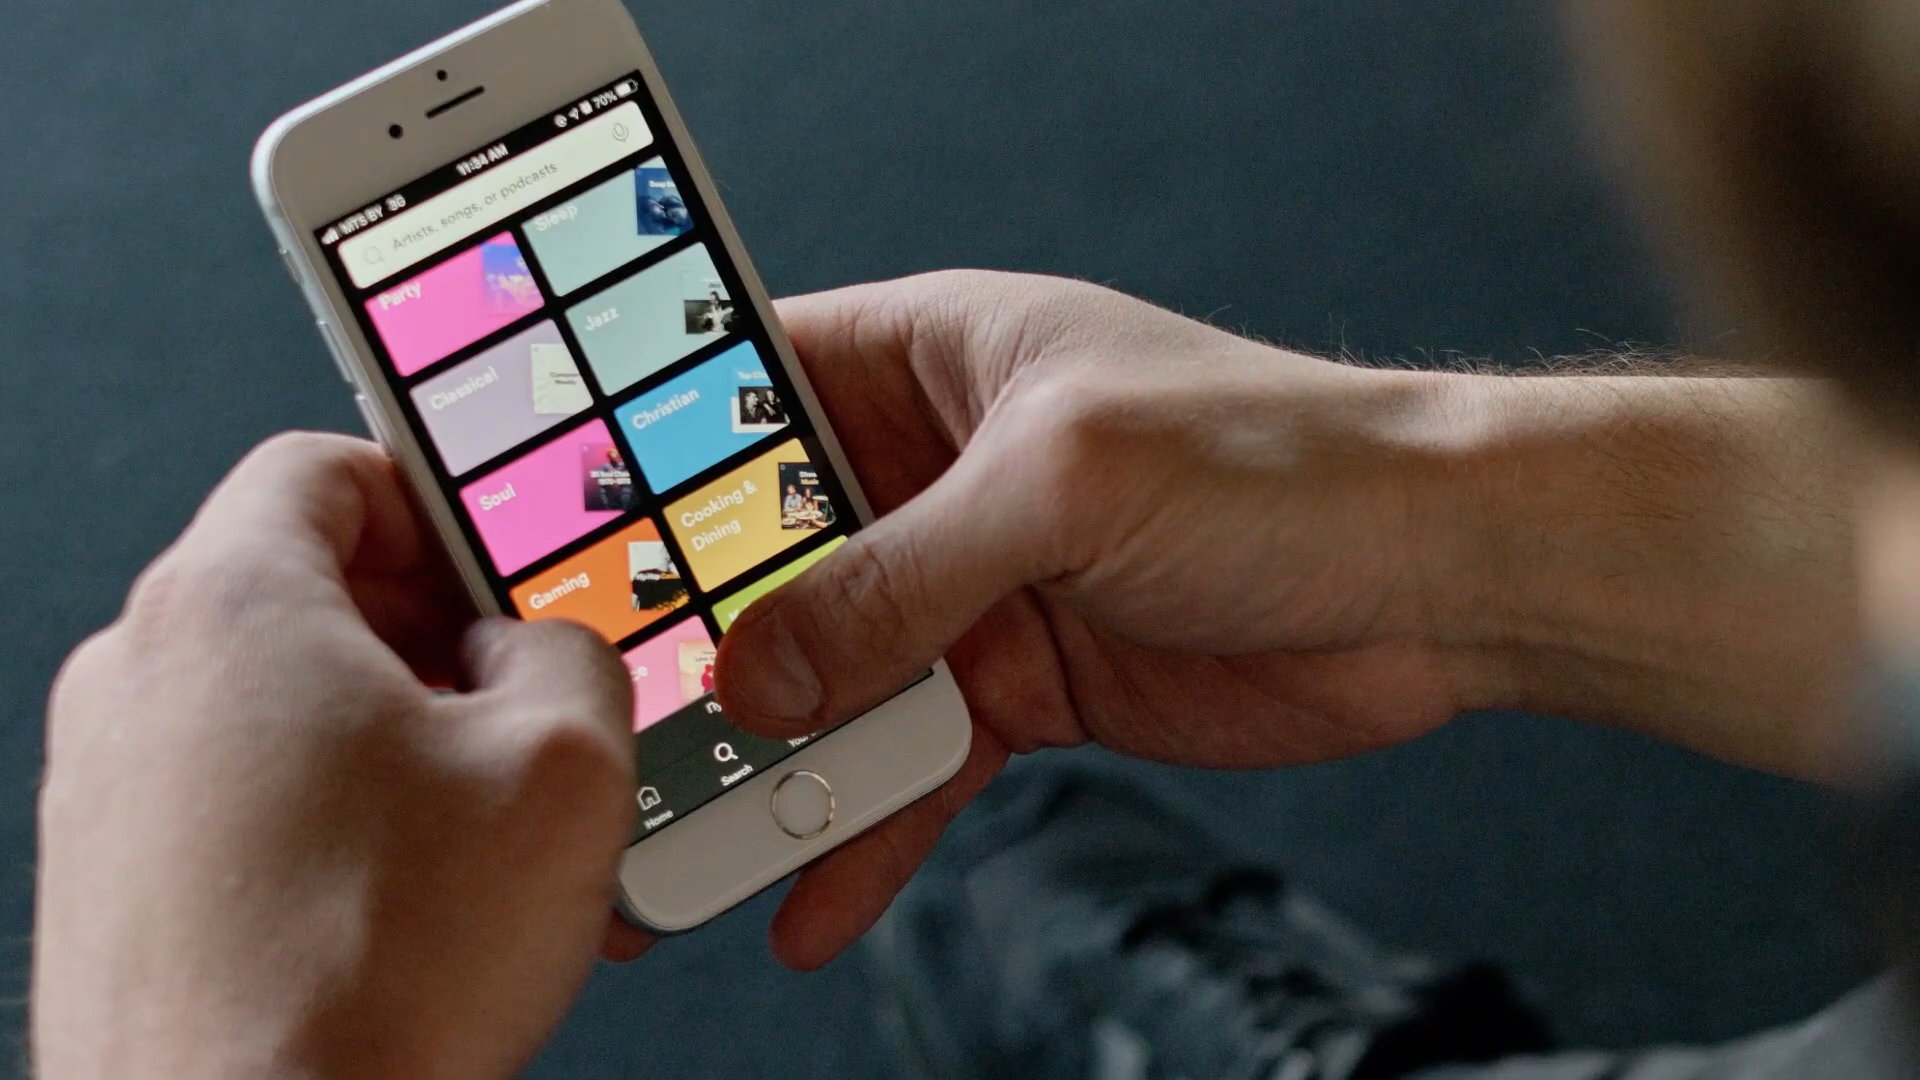 MTS BY 3G 11:34 AM 70%
Artists, songs, or podcasts
Party
Sleep
Classical
Jazz
Soul
Christian
Gaming
Cooking &
Dining
Search
Home